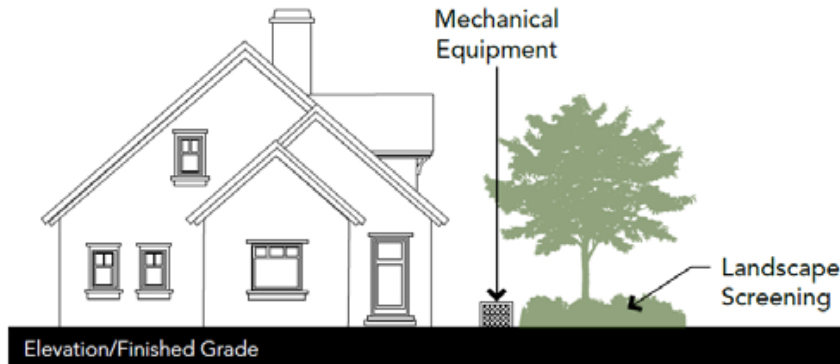 Mechanical
Equipment
Landscape
Screening
Elevation/Finished Grade